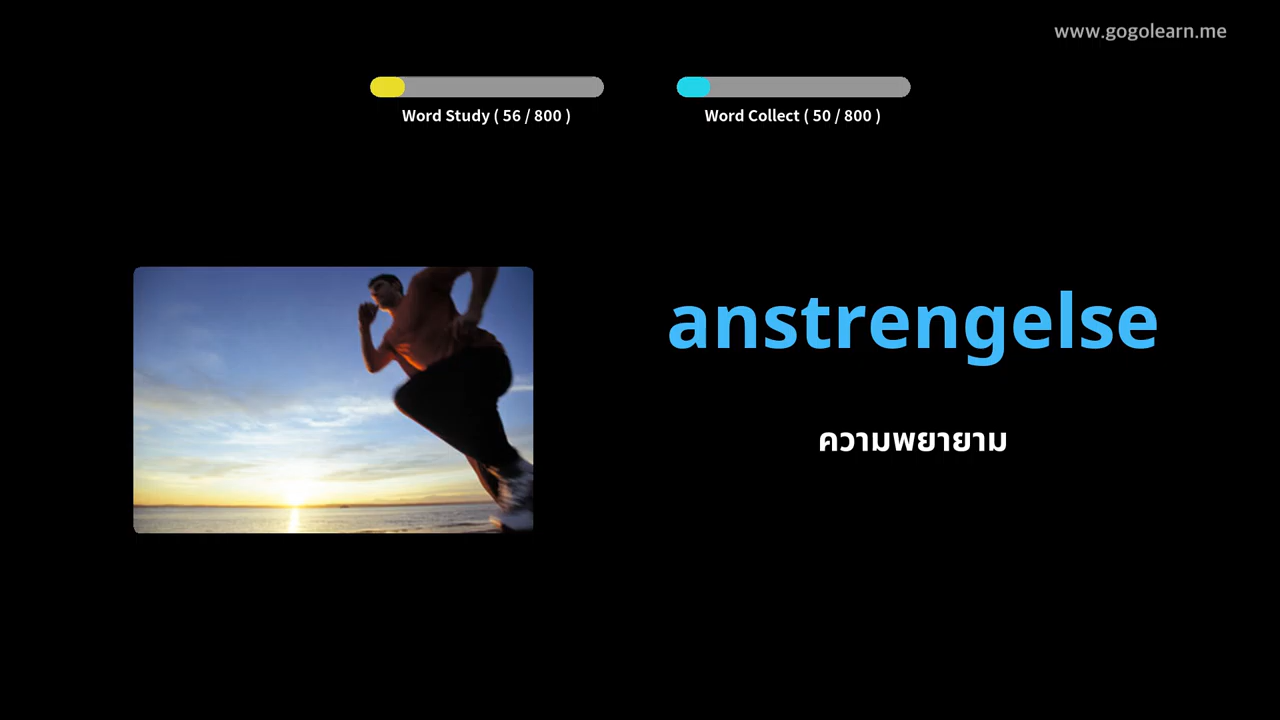 www.gogolearn.me
Word Study ( 56 / 800 )
Word Collect ( 50 / 800 )
anstrengelse
ความพยายาม